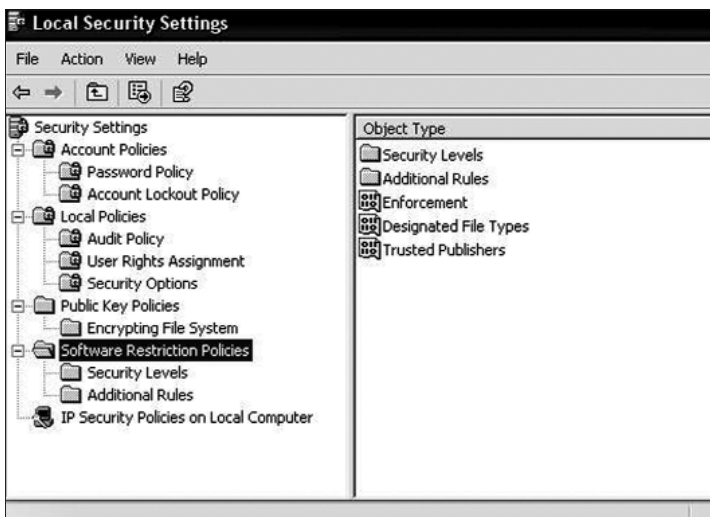 Local Security Settings
File Action View Help
Security Settings
Account Policies
Password Policy
Account Lockout Policy
Local Policies
Audit Policy
User Rights Assignment
Security Options
Public Key Policies
Encrypting File System
Software Restriction Policies
Security Levels
Additional Rules
IP Security Policies on Local Computer
Object Type
Security Levels
Additional Rules
Enforcement
Designated File Types
Trusted Publishers